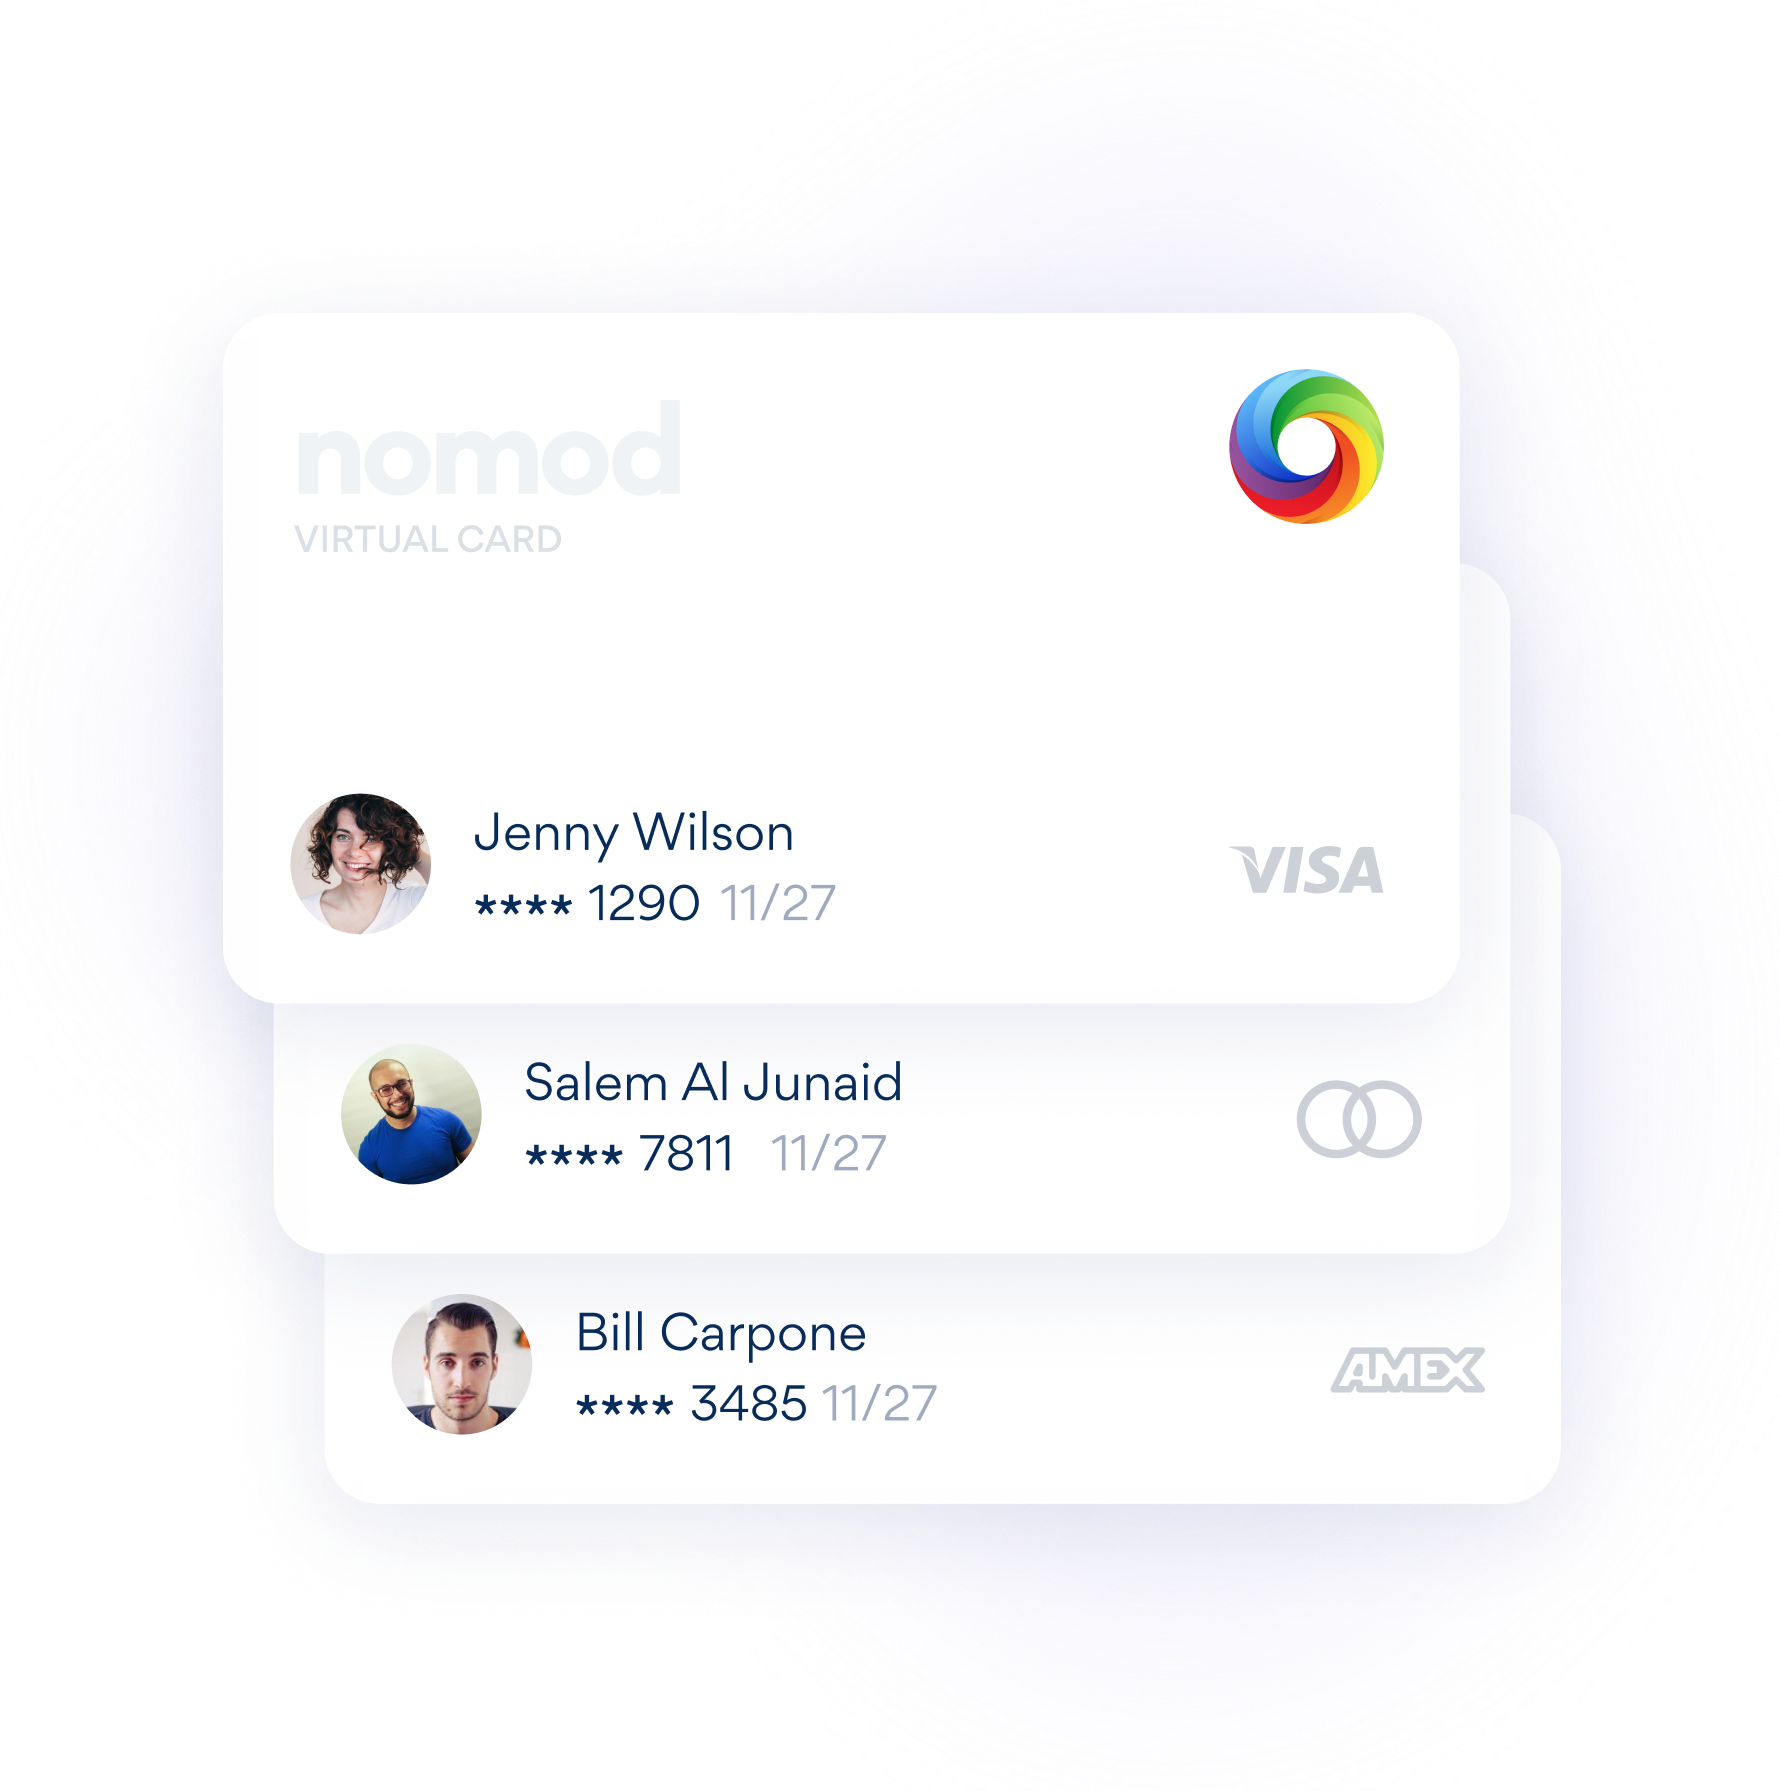 nomod
VIRTUAL CARD
Jenny Wilson
**** 1290 11/27
VISA
Salem Al Junaid
**** 7811 11/27
Bill Carpone
**** 3485 11/27
AMEX